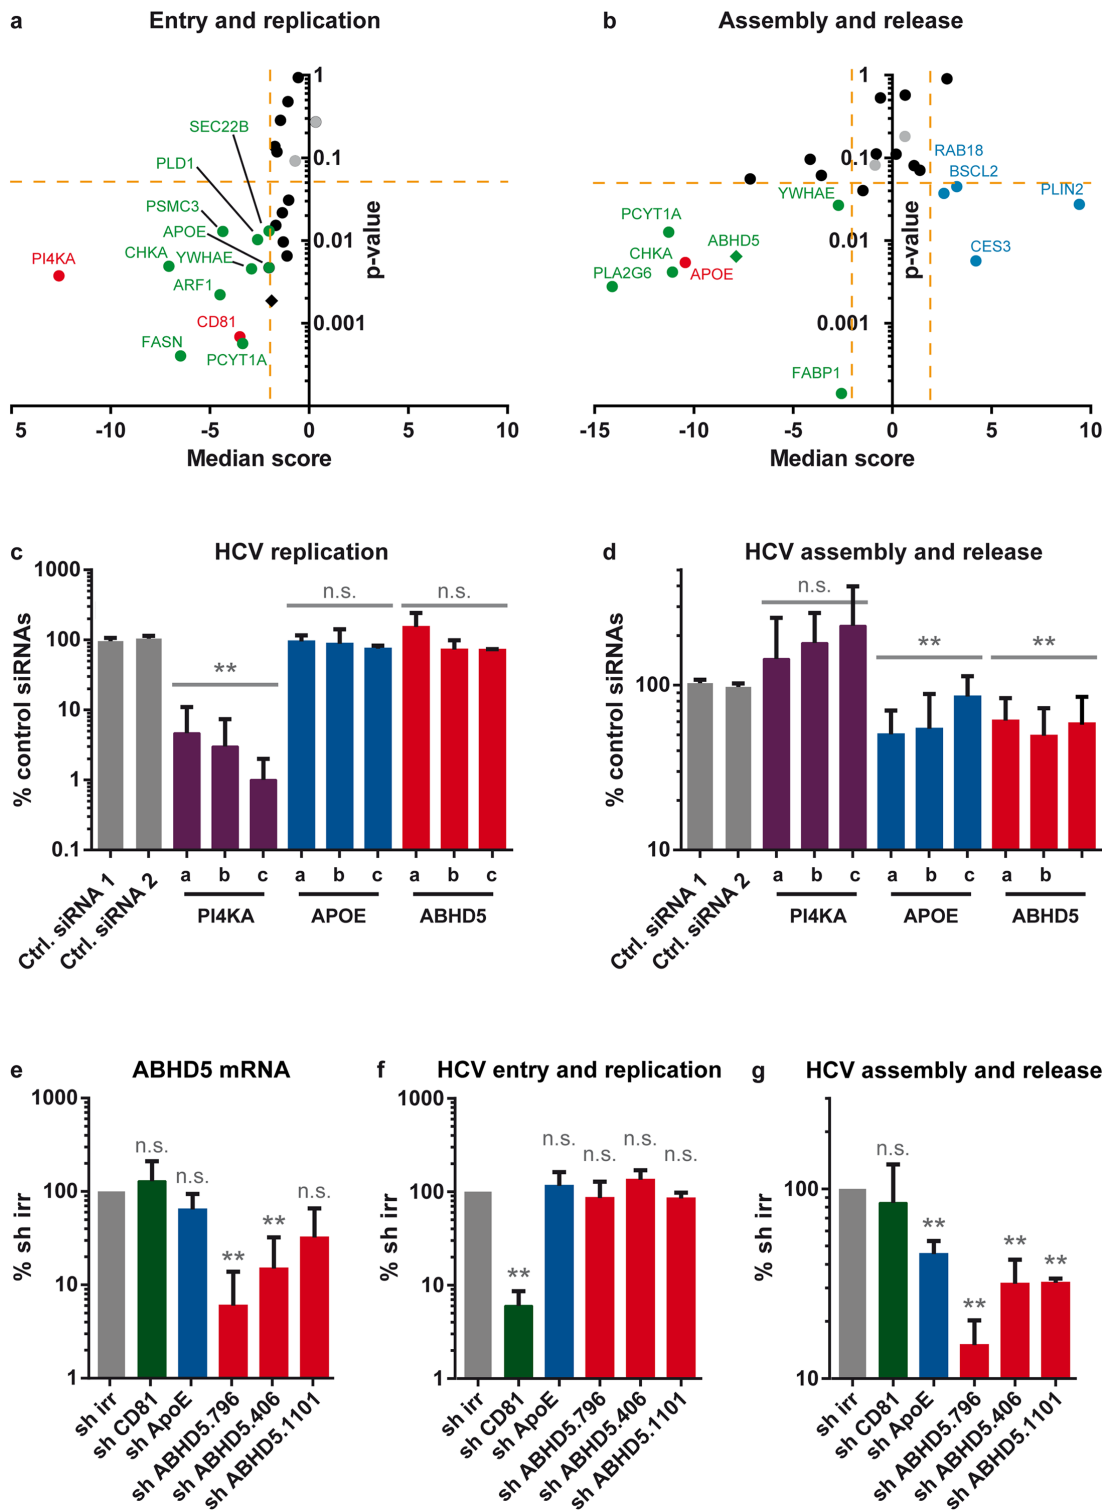 a
Entry and replication
1
SEC22B
0.1
PLD1
PSMC3
APOE
0.01
CHKA
YWHAE
PI4KA
ARF1
p-value
CD81
0.001
FASN
PCYT1A
5
-10
-5
0
5
10
Median score
b
Assembly and release
1
0.1
RAB18
BSCL2
PLIN2
YWHAE
PCYT1A
0.01
ABHD5
CHKA
CES3
APOE
PLA2G6
p-value
0.001
FABP1
-15
-10
-5
0
5
10
Median score
c
HCV replication
% control siRNAs
1000
100
10
1
0.1
**
n.s.
n.s.
Ctrl. siRNA 1
Ctrl. siRNA 2
a b c
PI4KA
a b c
APOE
a b c
ABHD5
d
HCV assembly and release
% control siRNAs
100
10
n.s.
**
**
Ctrl. siRNA 1
Ctrl. siRNA 2
a b c
PI4KA
a b c
APOE
a b
ABHD5
e
ABHD5 mRNA
% sh irr
1000
100
10
1
n.s.
n.s.
**
**
n.s.
sh irr
sh CD81
sh ApoE
sh ABHD5.796
sh ABHD5.406
sh ABHD5.1101
f
HCV entry and replication
% sh irr
1000
100
10
1
**
n.s.
n.s.
n.s.
n.s.
sh irr
sh CD81
sh ApoE
sh ABHD5.796
sh ABHD5.406
sh ABHD5.1101
g
HCV assembly and release
% sh irr
100
10
n.s.
**
**
**
**
sh irr
sh CD81
sh ApoE
sh ABHD5.796
sh ABHD5.406
sh ABHD5.1101